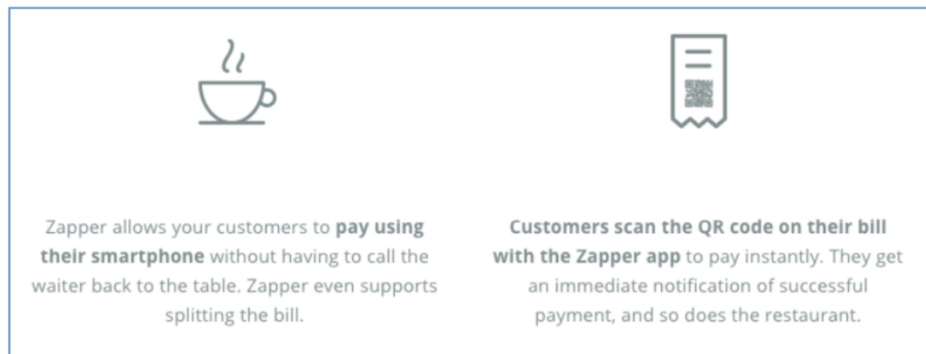 Zapper allows your customers to pay using
their smartphone without having to call the
waiter back to the table. Zapper even supports
splitting the bill.
Customers scan the QR code on their bill
with the Zapper app to pay instantly. They get
an immediate notification of successful
payment, and so does the restaurant.